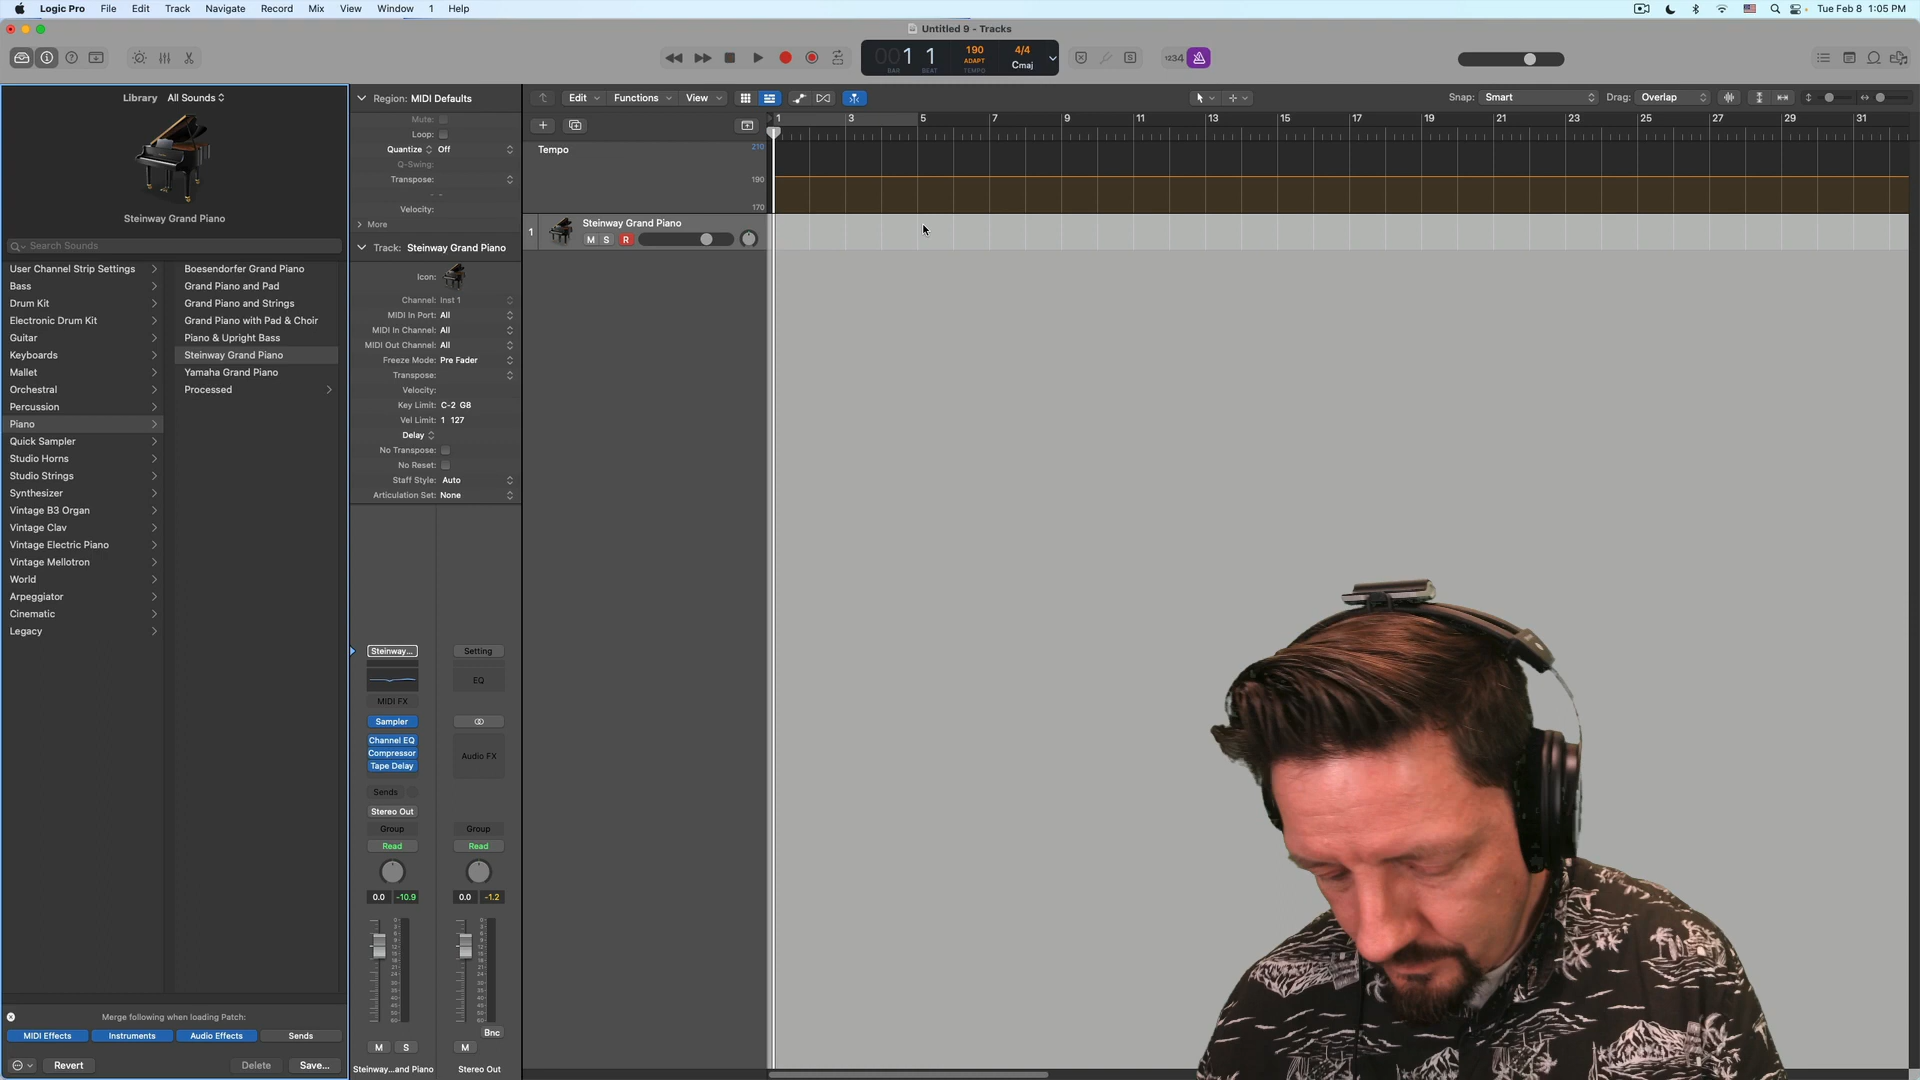 Logic Pro File Edit Track Navigate Record Mix View Window 1 Help Tue Feb 8 1:05 PM
Untitled 9 - Tracks
001 1 190 4/4
ADAPT Cmaj
BAR BEAT TEMPO
1234
Library All Sounds
Steinway Grand Piano
Search Sounds
User Channel Strip Settings
Bass
Drum Kit
Electronic Drum Kit
Guitar
Keyboards
Mallet
Orchestral
Percussion
Piano
Quick Sampler
Studio Horns
Studio Strings
Synthesizer
Vintage B3 Organ
Vintage Clav
Vintage Electric Piano
Vintage Mellotron
World
Arpeggiator
Cinematic
Legacy
Boesendorfer Grand Piano
Grand Piano and Pad
Grand Piano and Strings
Grand Piano with Pad & Choir
Piano & Upright Bass
Steinway Grand Piano
Yamaha Grand Piano
Processed
Merge following when loading Patch:
MIDI Effects Instruments Audio Effects Sends
Revert Delete Save...
Region: MIDI Defaults
Mute:
Loop:
Quantize Off
Q-Swing:
Transpose:
Velocity:
More
Track: Steinway Grand Piano
Icon:
Channel: Inst 1
MIDI In Port: All
MIDI In Channel: All
MIDI Out Channel: All
Freeze Mode: Pre Fader
Transpose:
Velocity:
Key Limit: C-2 G8
Vel Limit: 1 127
Delay
No Transpose:
No Reset:
Staff Style: Auto
Articulation Set: None
Steinway... Setting
EQ
MIDI FX
Sampler
Channel EQ
Compressor
Tape Delay
Audio FX
Sends
Stereo Out
Group Group
Read Read
0.0 -10.9 0.0 -1.2
Bnc
M S M
Steinway...and Piano Stereo Out
Edit Functions View Snap: Smart Drag: Overlap
1 3 5 7 9 11 13 15 17 19 21 23 25 27 29 31
Tempo 210
190
170
1 Steinway Grand Piano
M S R